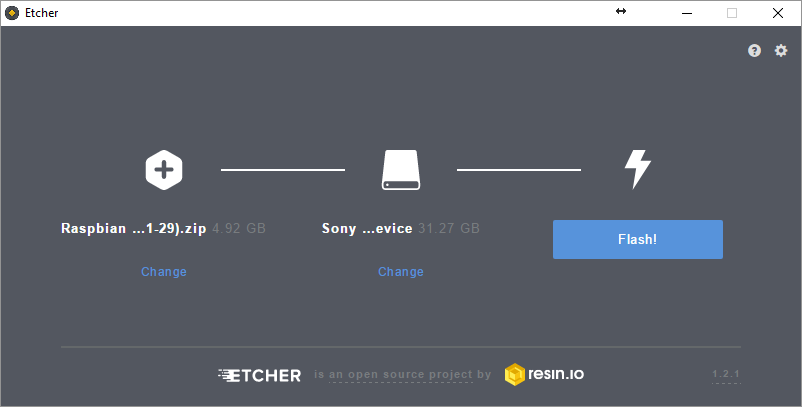 Etcher
Raspbian ...1-29).zip 4.92 GB
Sony ...evice 31.27 GB
Flash!
Change
Change
ETCHER is an open source project by resin.io
1.2.1